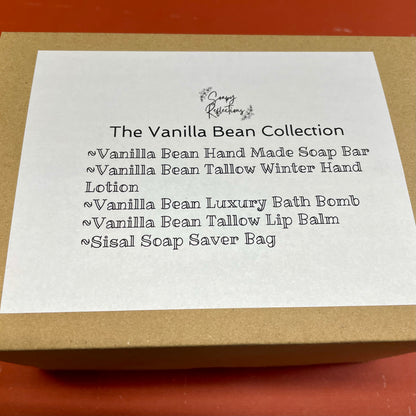 Soapy
Reflections
The Vanilla Bean Collection
~Vanilla Bean Hand Made Soap Bar
~Vanilla Bean Tallow Winter Hand
Lotion
~Vanilla Bean Luxury Bath Bomb
~Vanilla Bean Tallow Lip Balm
~Sisal Soap Saver Bag